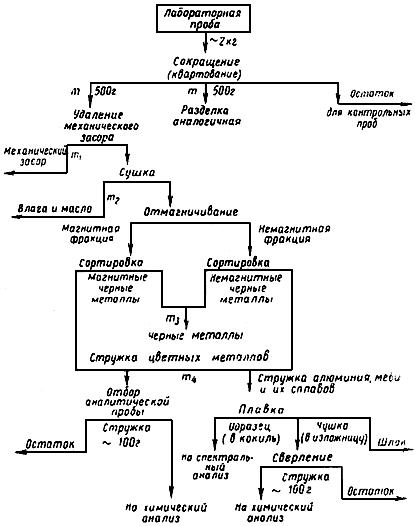 Лабораторная
проба
~2кг
Сокращение
(квартование)
m 500г
m 500г
Остаток
для контрольных
проб
Удаление
механического
засора
Разделка
аналогичная
Механический
засор
m₁
Сушка
Влага и масло
m₂
Отмагничивание
Магнитная
фракция
Немагнитная
фракция
Сортировка
Сортировка
Магнитные
черные
металлы
Немагнитные
черные
металлы
m₃
Черные металлы
Стружка цветных металлов
m₄
Отбор
аналитической
пробы
Стружка алюминия, меди
и их сплавов
Плавка
Остаток
Стружка
~ 100г
Образец
(в кокиль)
Чушка
(в изложницу)
Шлак
На спектраль-
ный анализ
Сверление
Стружка
~ 100г
Остаток
На химический
анализ
На химический
анализ